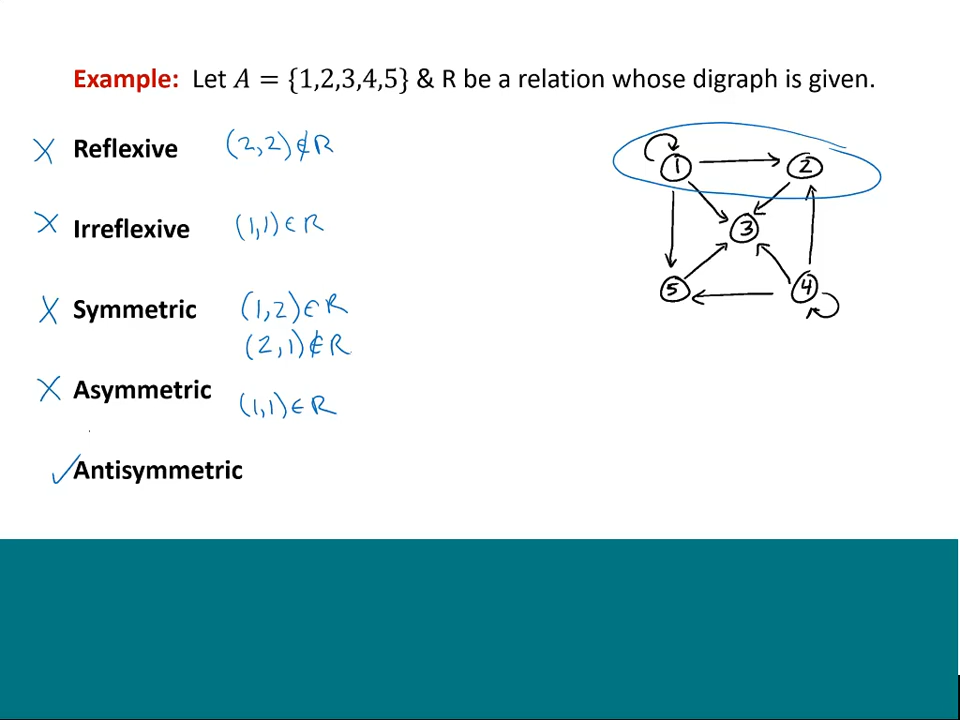 Example: Let A = {1,2,3,4,5} & R be a relation whose digraph is given.
X Reflexive (2,2)∉R
X Irreflexive (1,1)∈R
X Symmetric (1,2)∈R
(2,1)∉R
X Asymmetric (1,1)∈R
✓Antisymmetric
1 2
3
5 4